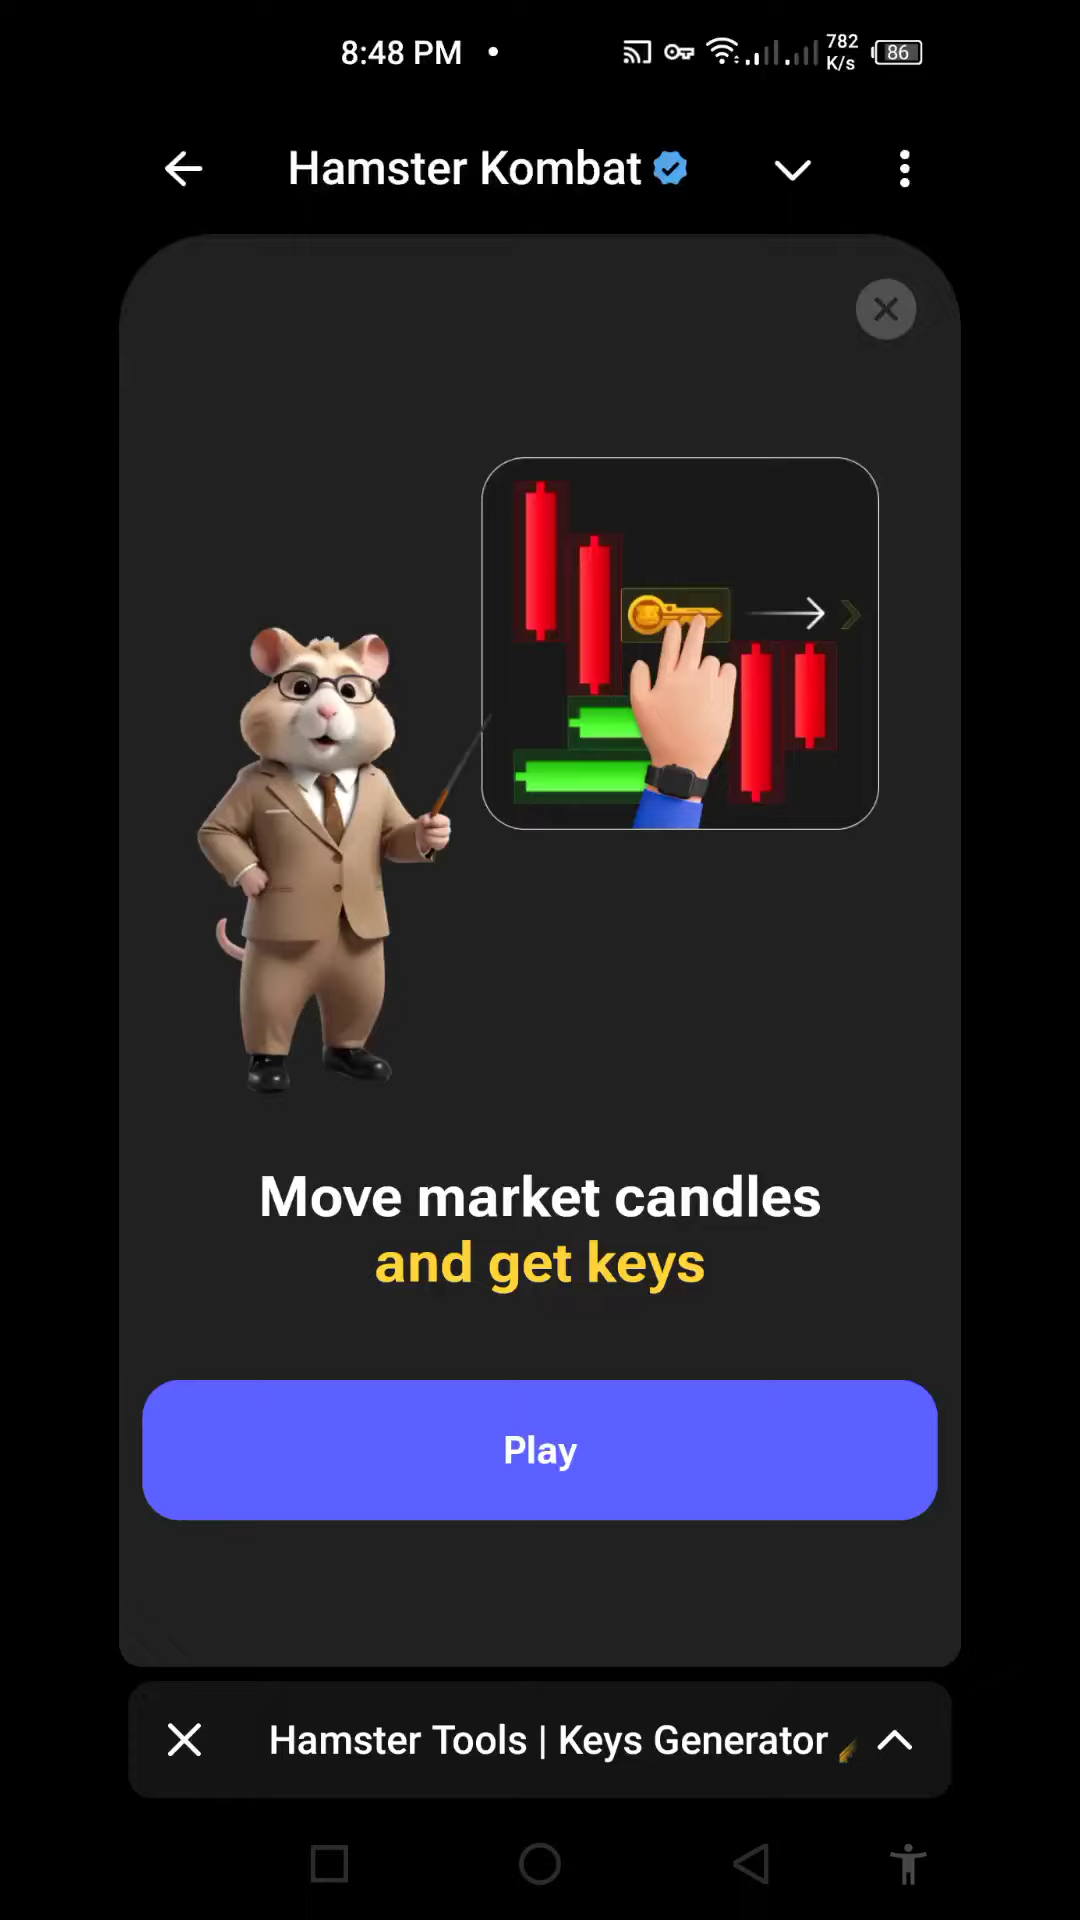 8:48 PM
782
K/s
86
Hamster Kombat
Move market candles
and get keys
Play
Hamster Tools | Keys Generator